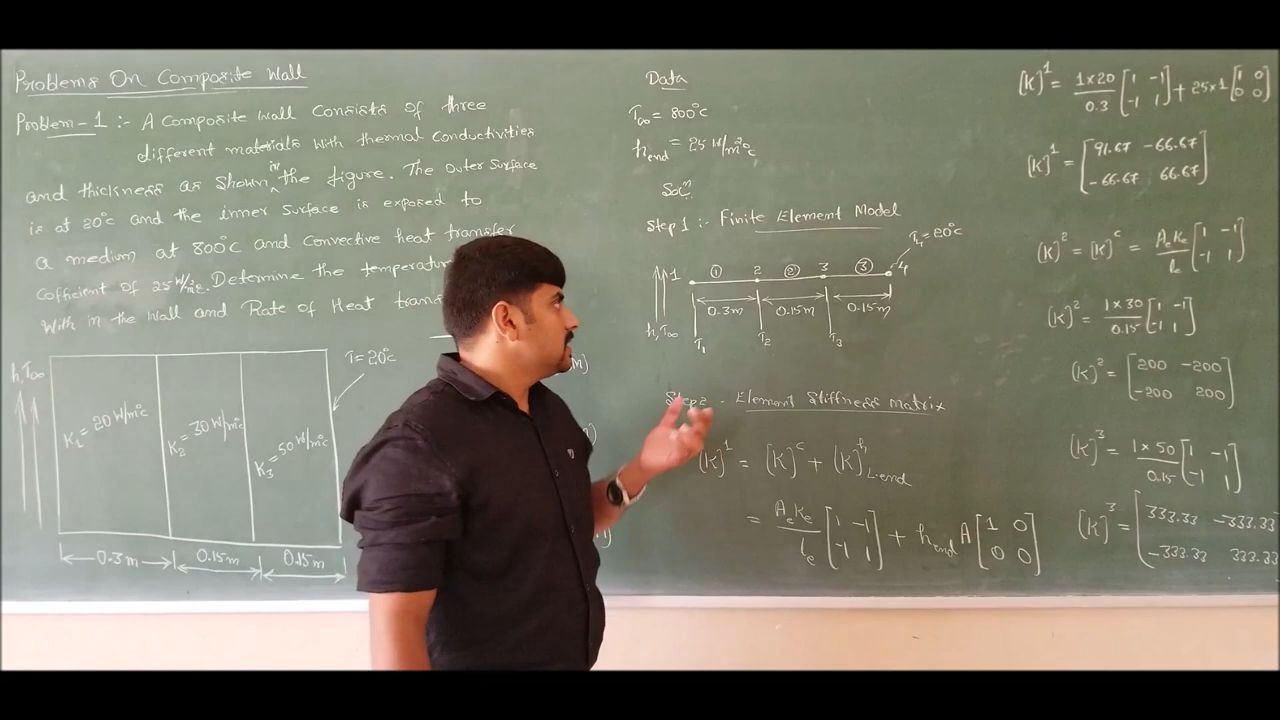 Problems On Composite Wall
Problem-1 :- A Composite Wall Consists of three
different materials with thermal conductivities
and thickness as shown in the figure. The Outer Surface
is at 20°c and the inner surface is exposed to
a medium at 800°c and Convective heat transfer
Cofficient of 25 W/m²°c. Determine the temperatur
With in the Wall and Rate of Heat trans
h, T∞
K₁ = 20 W/m°c
K₂ = 30 W/m°c
K₃ = 50 W/m°c
T = 20°c
0.3m
0.15m
0.15m
Data
T∞ = 800°c
h end = 25 W/m²°c
Solⁿ
Step 1 :- Finite Element Model
T₄ = 20°c
1 ① 2 ② 3 ③ 4
0.3m 0.15m 0.15m
h, T∞
T₁ T₂ T₃
Step 2 - Element Stiffness matrix
[K]¹ = [K]ᶜ + [K]ʰ L.end
= AeKe/le [1 -1; -1 1] + h end A [1 0; 0 0]
[K]¹ = 1×20/0.3 [1 -1; -1 1] + 25×1 [1 0; 0 0]
[K]¹ = [91.67 -66.67; -66.67 66.67]
[K]² = [K]ᶜ = AeKe/le [1 -1; -1 1]
[K]² = 1×30/0.15 [1 -1; -1 1]
[K]² = [200 -200; -200 200]
[K]³ = 1×50/0.15 [1 -1; -1 1]
[K]³ = [333.33 -333.33; -333.33 333.33